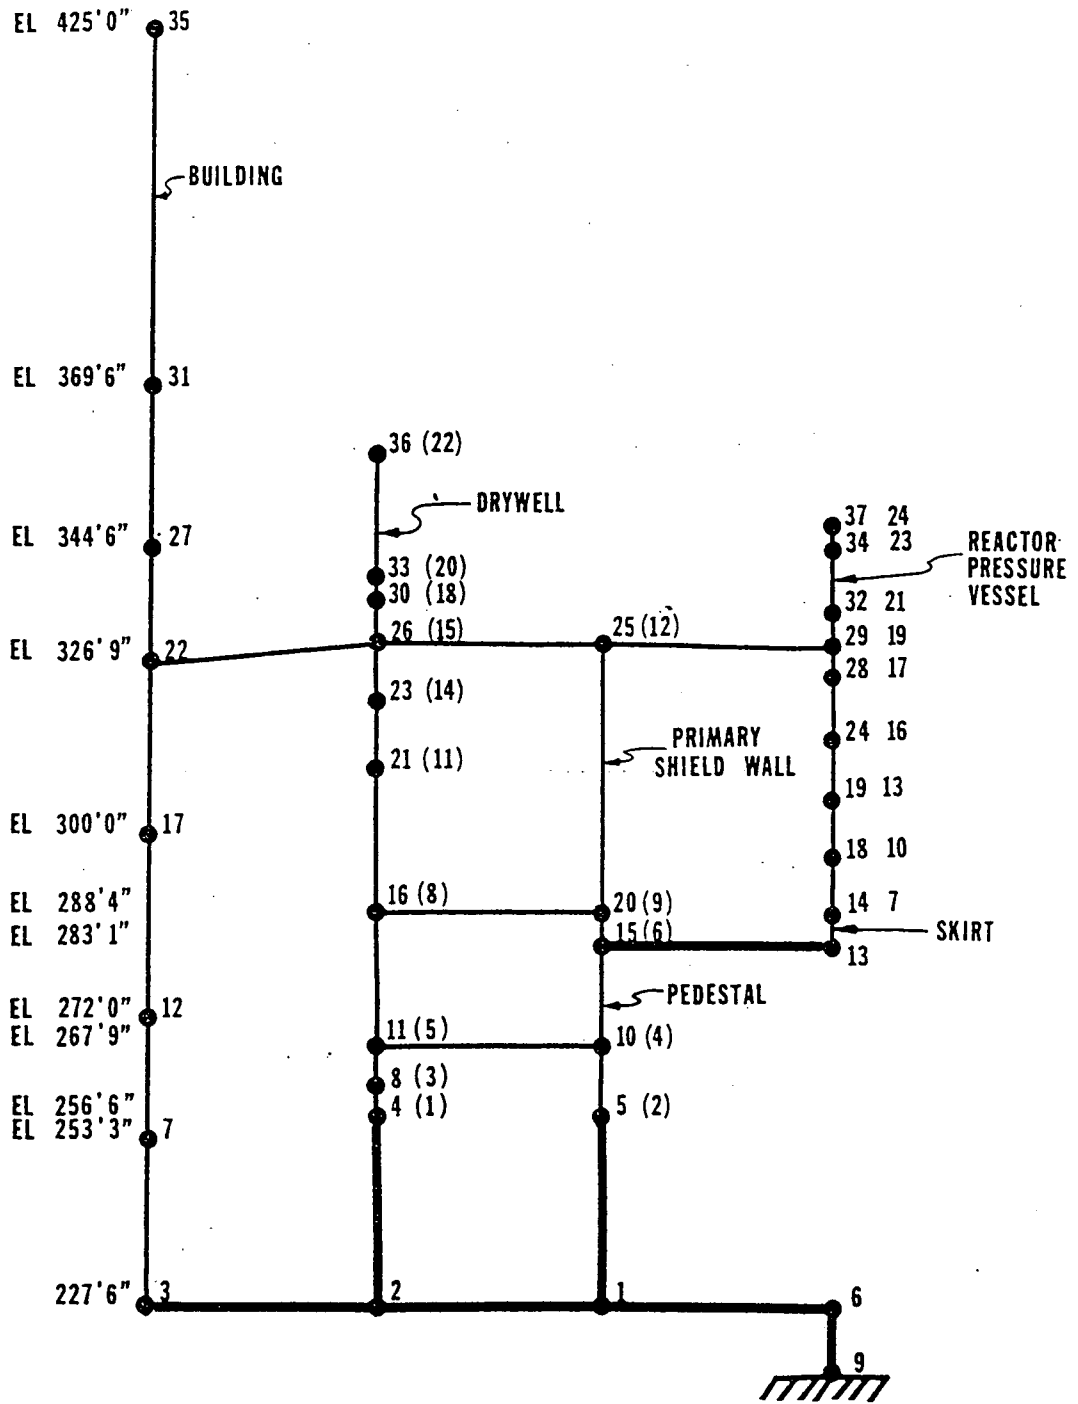 EL 425'0" 35
BUILDING
EL 369'6" 31
36 (22)
DRYWELL
EL 344'6" 27
37 24
34 23
REACTOR
PRESSURE
VESSEL
33 (20)
30 (18)
32 21
26 (15)
25 (12)
EL 326'9" 22
29 19
28 17
23 (14)
24 16
PRIMARY
SHIELD WALL
21 (11)
19 13
EL 300'0" 17
18 10
EL 288'4"
16 (8)
20 (9)
14 7
EL 283'1"
15 (6)
SKIRT
13
PEDESTAL
EL 272'0" 12
EL 267'9"
11 (5)
10 (4)
8 (3)
EL 256'6"
4 (1)
5 (2)
EL 253'3" 7
227'6" 3
2
1
6
9